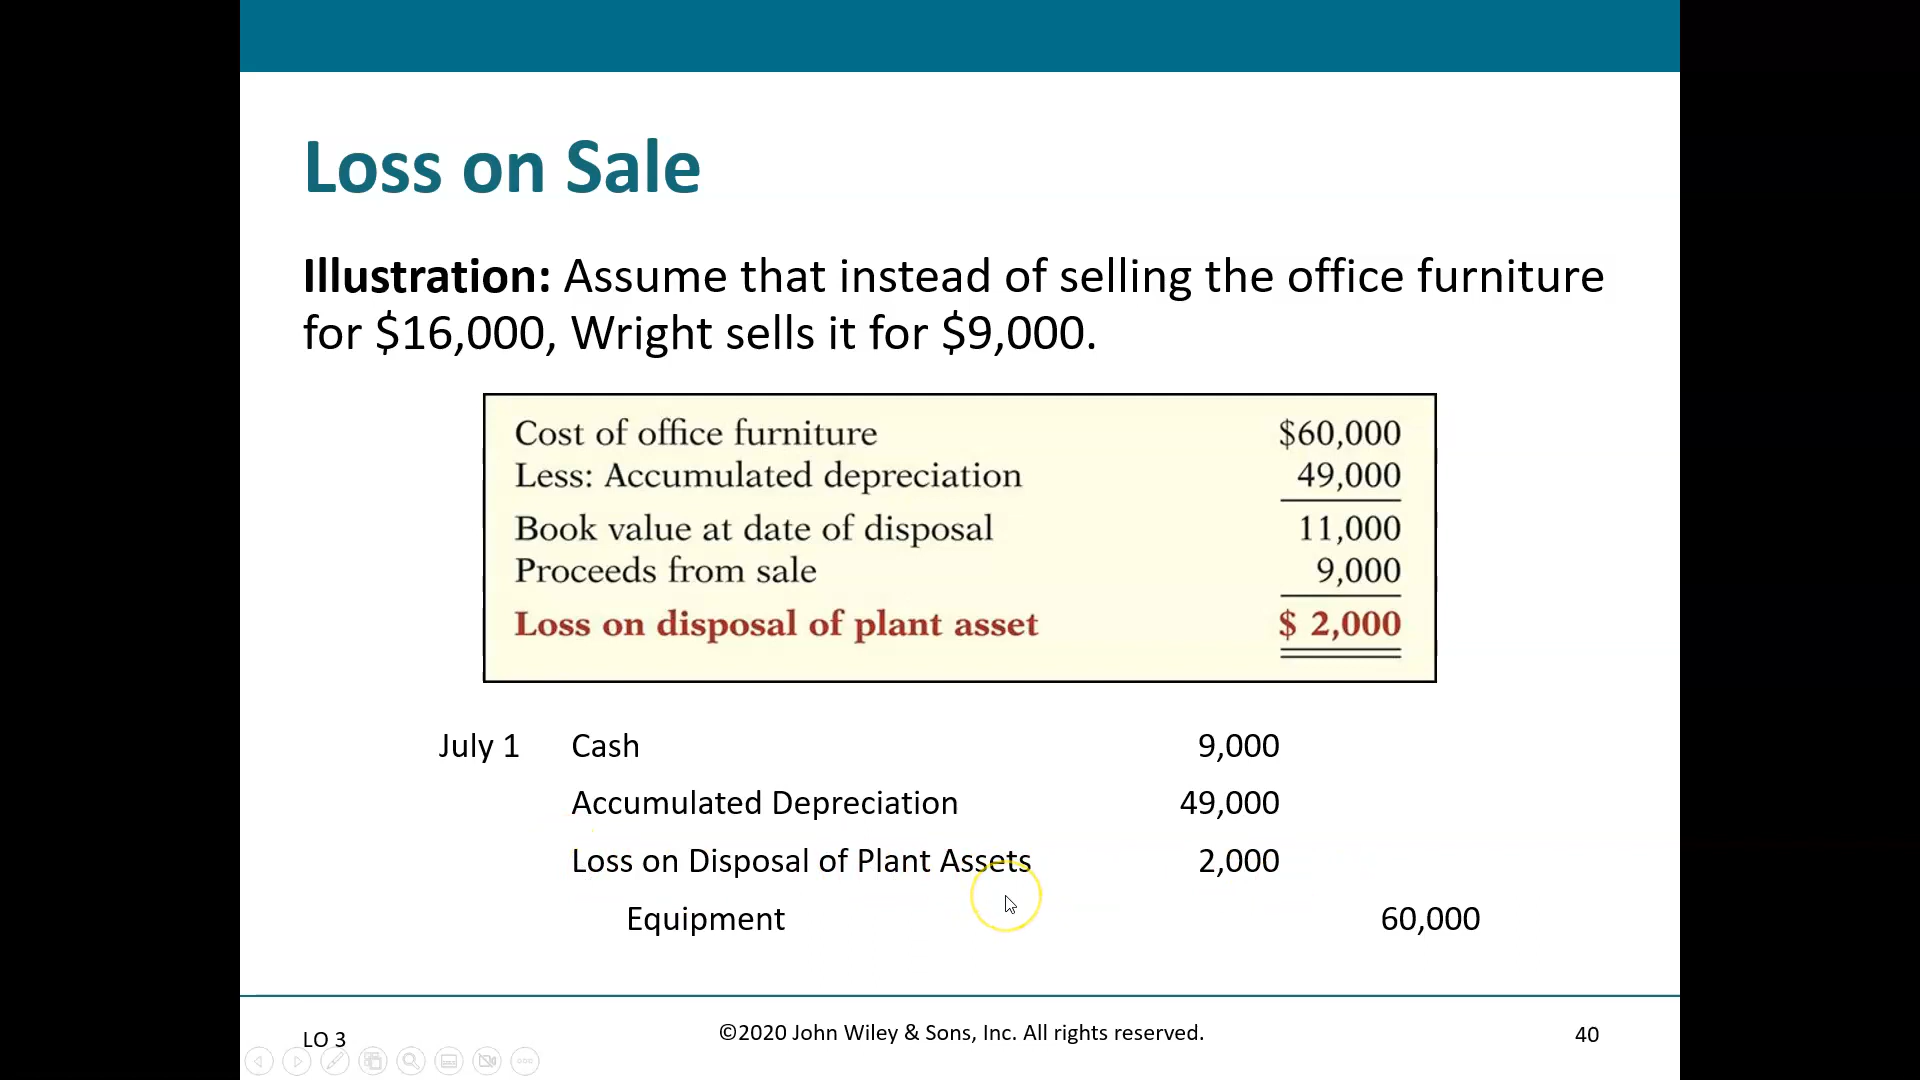 Loss on Sale
Illustration: Assume that instead of selling the office furniture
for $16,000, Wright sells it for $9,000.
Cost of office furniture $60,000
Less: Accumulated depreciation 49,000
Book value at date of disposal 11,000
Proceeds from sale 9,000
Loss on disposal of plant asset $ 2,000
July 1 Cash 9,000
Accumulated Depreciation 49,000
Loss on Disposal of Plant Assets 2,000
Equipment 60,000
LO 3 ©2020 John Wiley & Sons, Inc. All rights reserved. 40